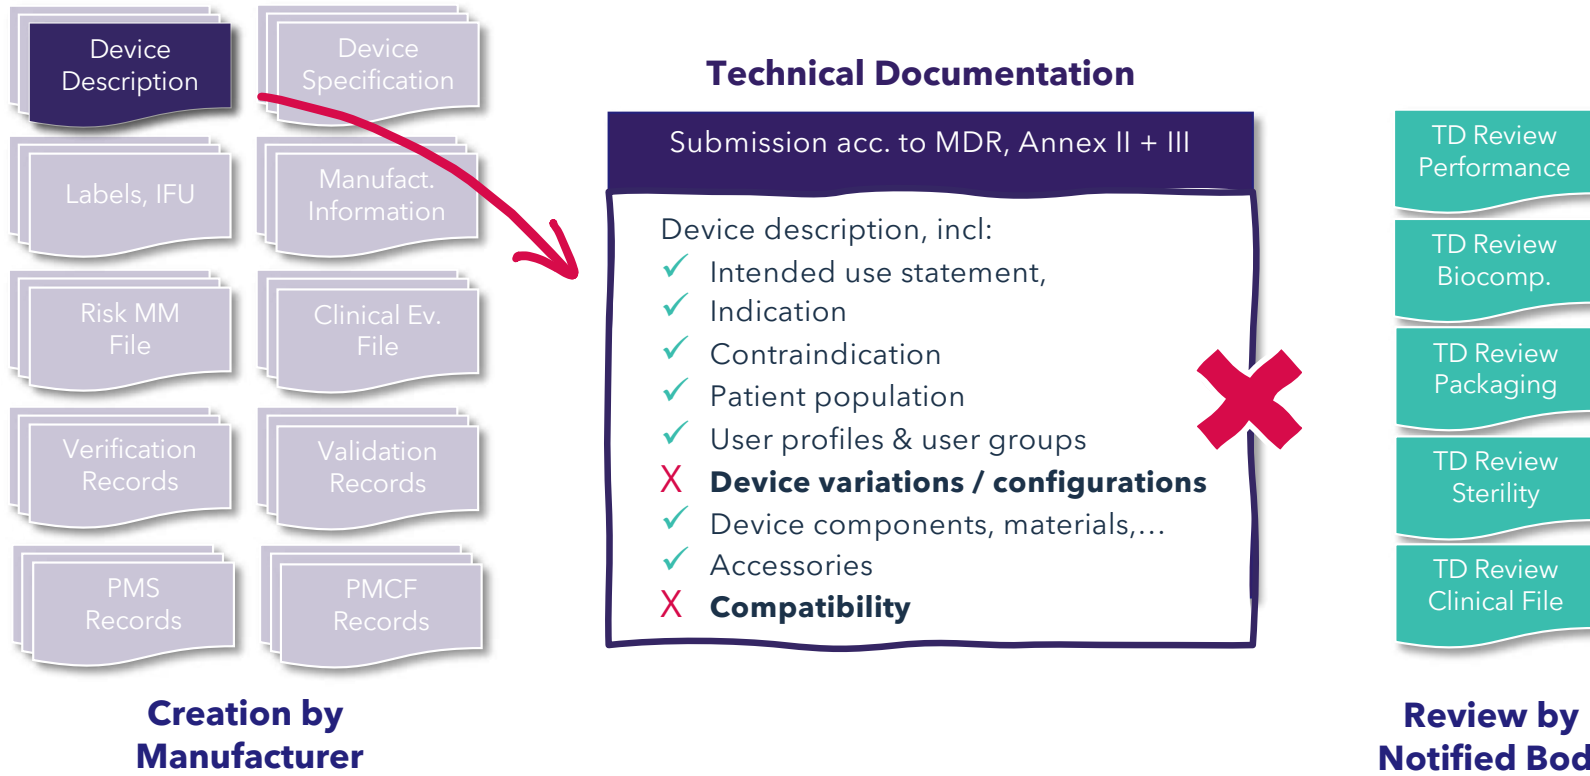 Device
Description
Device
Specification
Labels, IFU
Manufact.
Information
Risk MM
File
Clinical Ev.
File
Verification
Records
Validation
Records
PMS
Records
PMCF
Records
Creation by
Manufacturer
Technical Documentation
Submission acc. to MDR, Annex II + III
Device description, incl:
✓ Intended use statement,
✓ Indication
✓ Contraindication
✓ Patient population
✓ User profiles & user groups
X Device variations / configurations
✓ Device components, materials,…
✓ Accessories
X Compatibility
TD Review
Performance
TD Review
Biocomp.
TD Review
Packaging
TD Review
Sterility
TD Review
Clinical File
Review by
Notified Bod